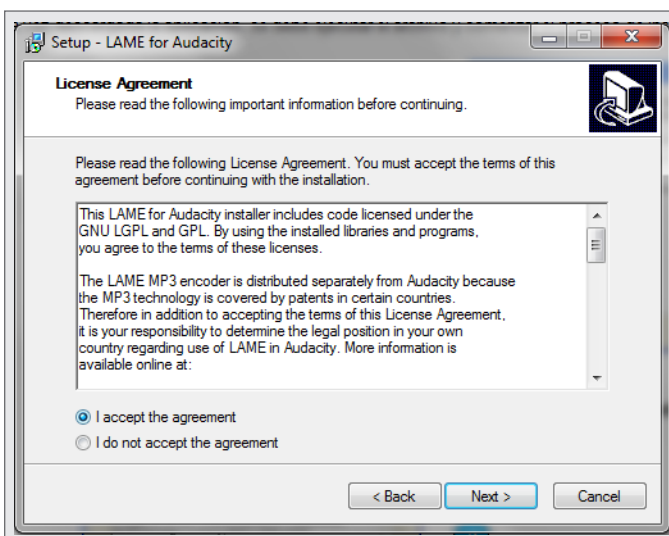 Setup - LAME for Audacity
License Agreement
Please read the following important information before continuing.
Please read the following License Agreement. You must accept the terms of this
agreement before continuing with the installation.
This LAME for Audacity installer includes code licensed under the
GNU LGPL and GPL. By using the installed libraries and programs,
you agree to the terms of these licenses.
The LAME MP3 encoder is distributed separately from Audacity because
the MP3 technology is covered by patents in certain countries.
Therefore in addition to accepting the terms of this License Agreement,
it is your responsibility to determine the legal position in your own
country regarding use of LAME in Audacity. More information is
available online at:
I accept the agreement
I do not accept the agreement
< Back Next > Cancel